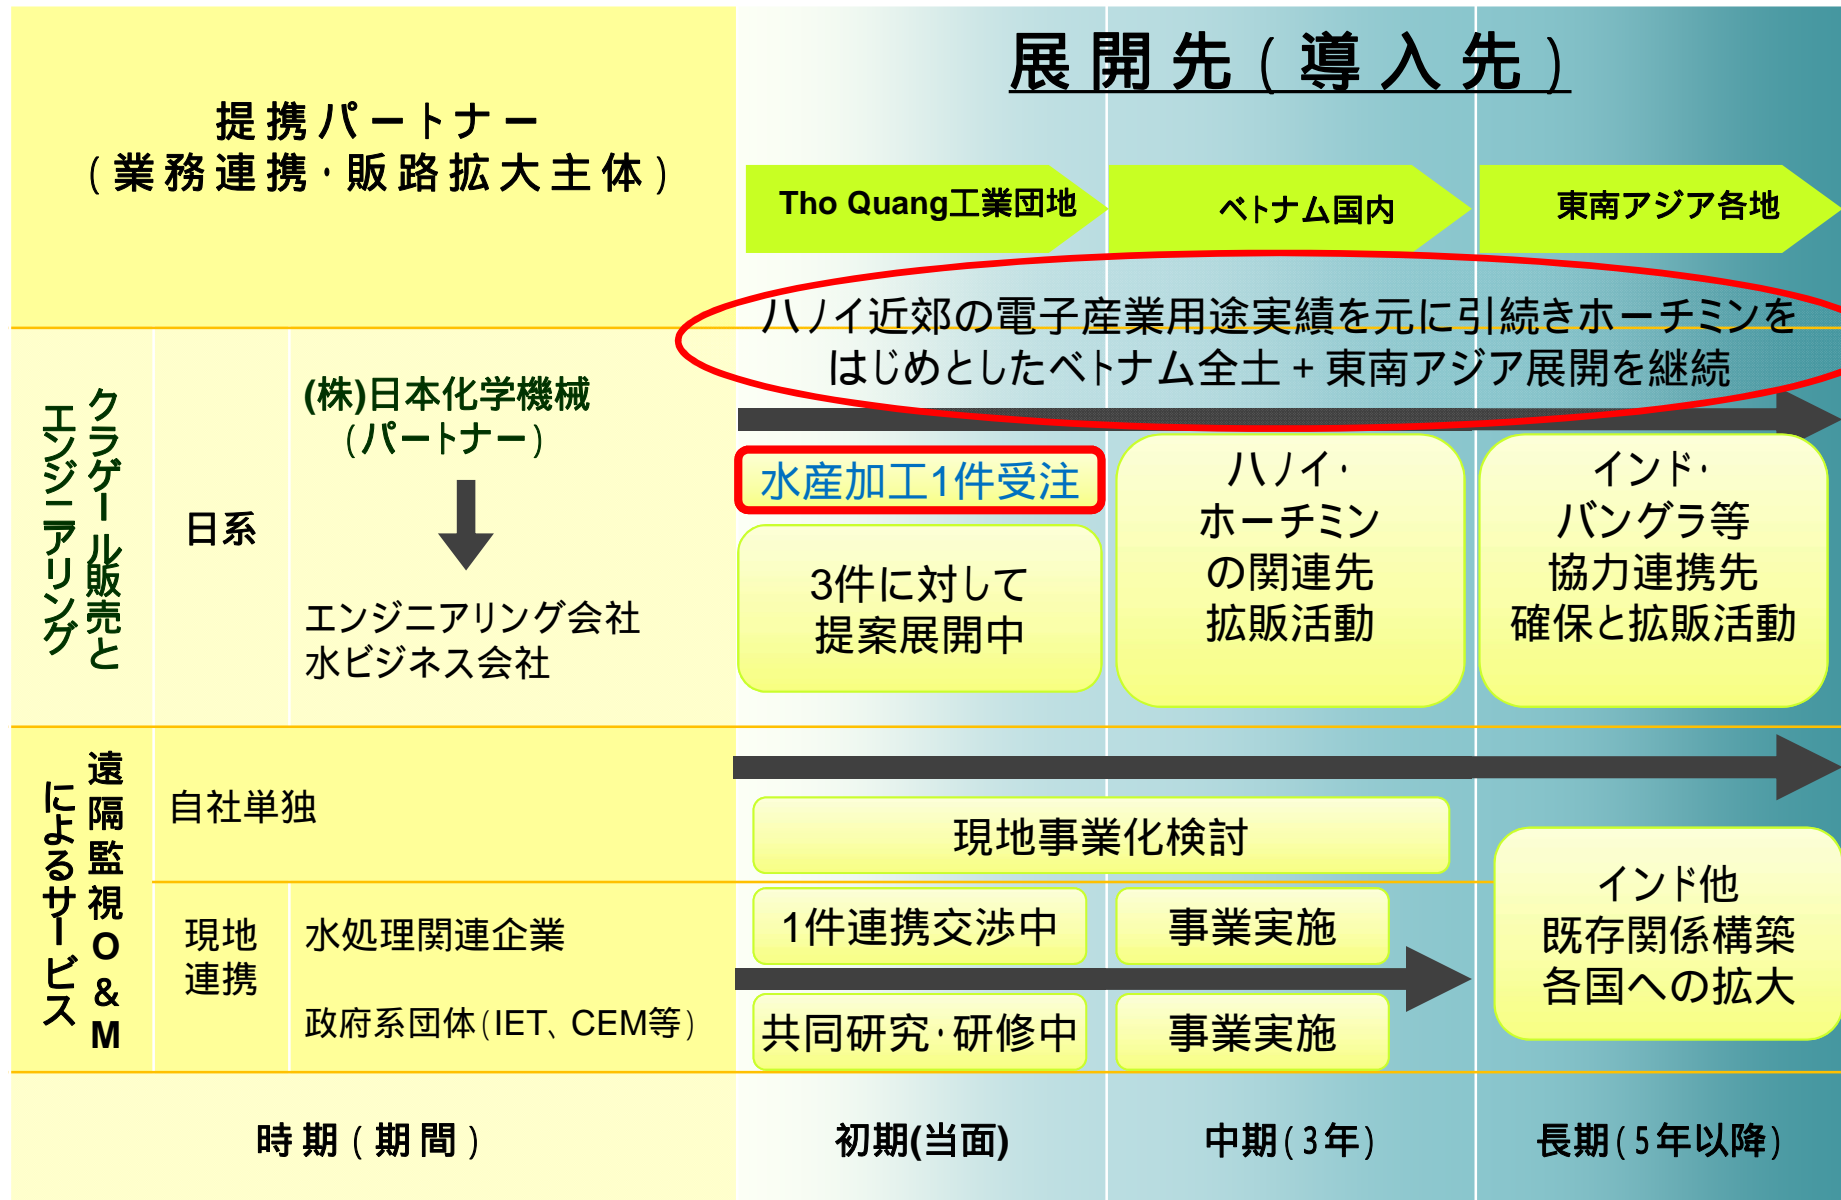 展開先(導入先)
提携パートナー
(業務連携・販路拡大主体)
Tho Quang工業団地
ベトナム国内
東南アジア各地
ハノイ近郊の電子産業用途実績を元に引続きホーチミンを
はじめとしたベトナム全土+東南アジア展開を継続
クラゲール販売と
エンジニアリング
日系
(株)日本化学機械
(パートナー)
エンジニアリング会社
水ビジネス会社
水産加工1件受注
3件に対して
提案展開中
ハノイ・
ホーチミン
の関連先
拡販活動
インド・
バングラ等
協力連携先
確保と拡販活動
遠隔監視O&M
によるサービス
自社単独
現地事業化検討
現地
連携
水処理関連企業
1件連携交渉中
事業実施
政府系団体(IET、CEM等)
共同研究・研修中
事業実施
インド他
既存関係構築
各国への拡大
時期(期間)
初期(当面)
中期(3年)
長期(5年以降)